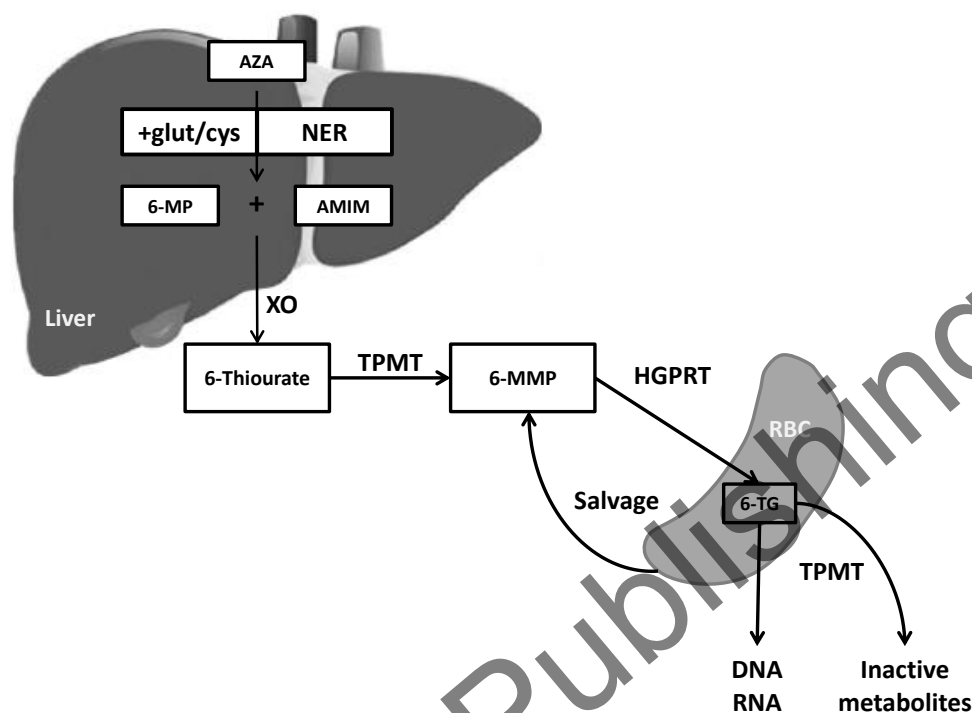 AZA
+glut/cys
NER
6-MP
+
AMIM
XO
Liver
6-Thiourate
TPMT
6-MMP
HGPRT
RBC
6-TG
Salvage
TPMT
DNA
RNA
Inactive
metabolites
Publishing